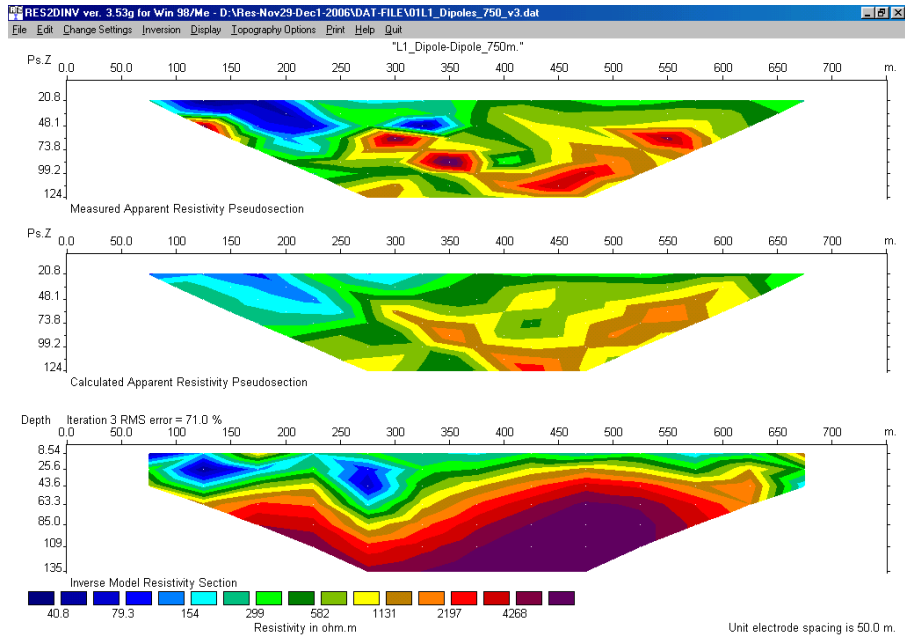 RES2DINV ver. 3.53g for Win 98/Me - D:\Res-Nov29-Dec1-2006\DAT-FILE\01L1_Dipoles_750_v3.dat
File Edit Change Settings Inversion Display Topography Options Print Help Quit
"L1_Dipole-Dipole_750m."
Ps.Z
0.0 50.0 100 150 200 250 300 350 400 450 500 550 600 650 700 m.
20.8
48.1
73.8
99.2
124.
Measured Apparent Resistivity Pseudosection
Ps.Z
0.0 50.0 100 150 200 250 300 350 400 450 500 550 600 650 700 m.
20.8
48.1
73.8
99.2
124.
Calculated Apparent Resistivity Pseudosection
Depth Iteration 3 RMS error = 71.0 %
0.0 50.0 100 150 200 250 300 350 400 450 500 550 600 650 700 m.
8.54
25.6
43.6
63.3
85.0
109.
135.
Inverse Model Resistivity Section
40.8 79.3 154 299 582 1131 2197 4268
Resistivity in ohm.m
Unit electrode spacing is 50.0 m.